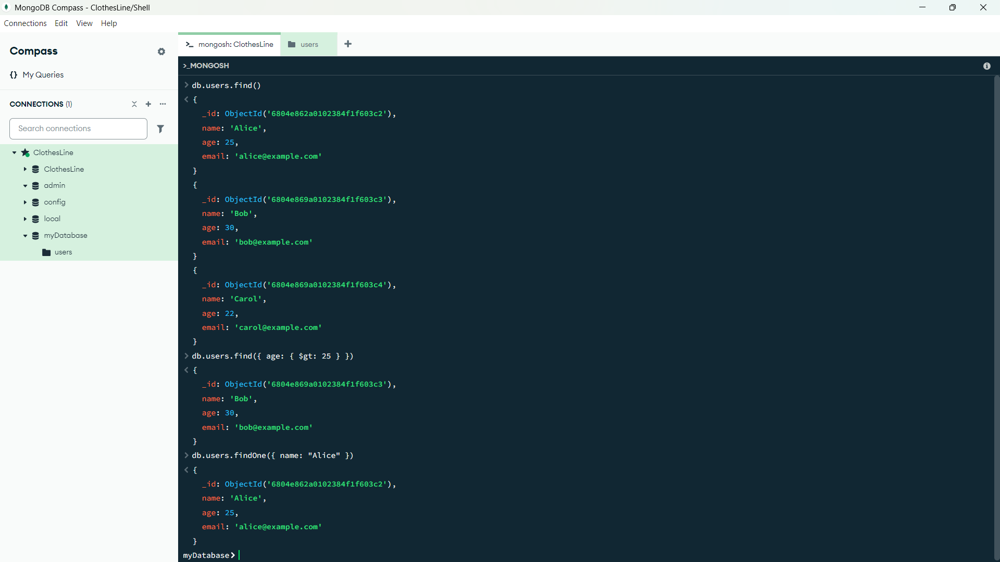 MongoDB Compass - ClothesLine/Shell
Connections Edit View Help
Compass
{} My Queries
CONNECTIONS (1)
Search connections
ClothesLine
ClothesLine
admin
config
local
myDatabase
users
>_ mongosh: ClothesLine
users
>_MONGOSH
> db.users.find()
< {
_id: ObjectId('6804e862a0102384f1f603c2'),
name: 'Alice',
age: 25,
email: 'alice@example.com'
}
{
_id: ObjectId('6804e869a0102384f1f603c3'),
name: 'Bob',
age: 30,
email: 'bob@example.com'
}
{
_id: ObjectId('6804e869a0102384f1f603c4'),
name: 'Carol',
age: 22,
email: 'carol@example.com'
}
> db.users.find({ age: { $gt: 25 } })
< {
_id: ObjectId('6804e869a0102384f1f603c3'),
name: 'Bob',
age: 30,
email: 'bob@example.com'
}
> db.users.findOne({ name: "Alice" })
< {
_id: ObjectId('6804e862a0102384f1f603c2'),
name: 'Alice',
age: 25,
email: 'alice@example.com'
}
myDatabase>